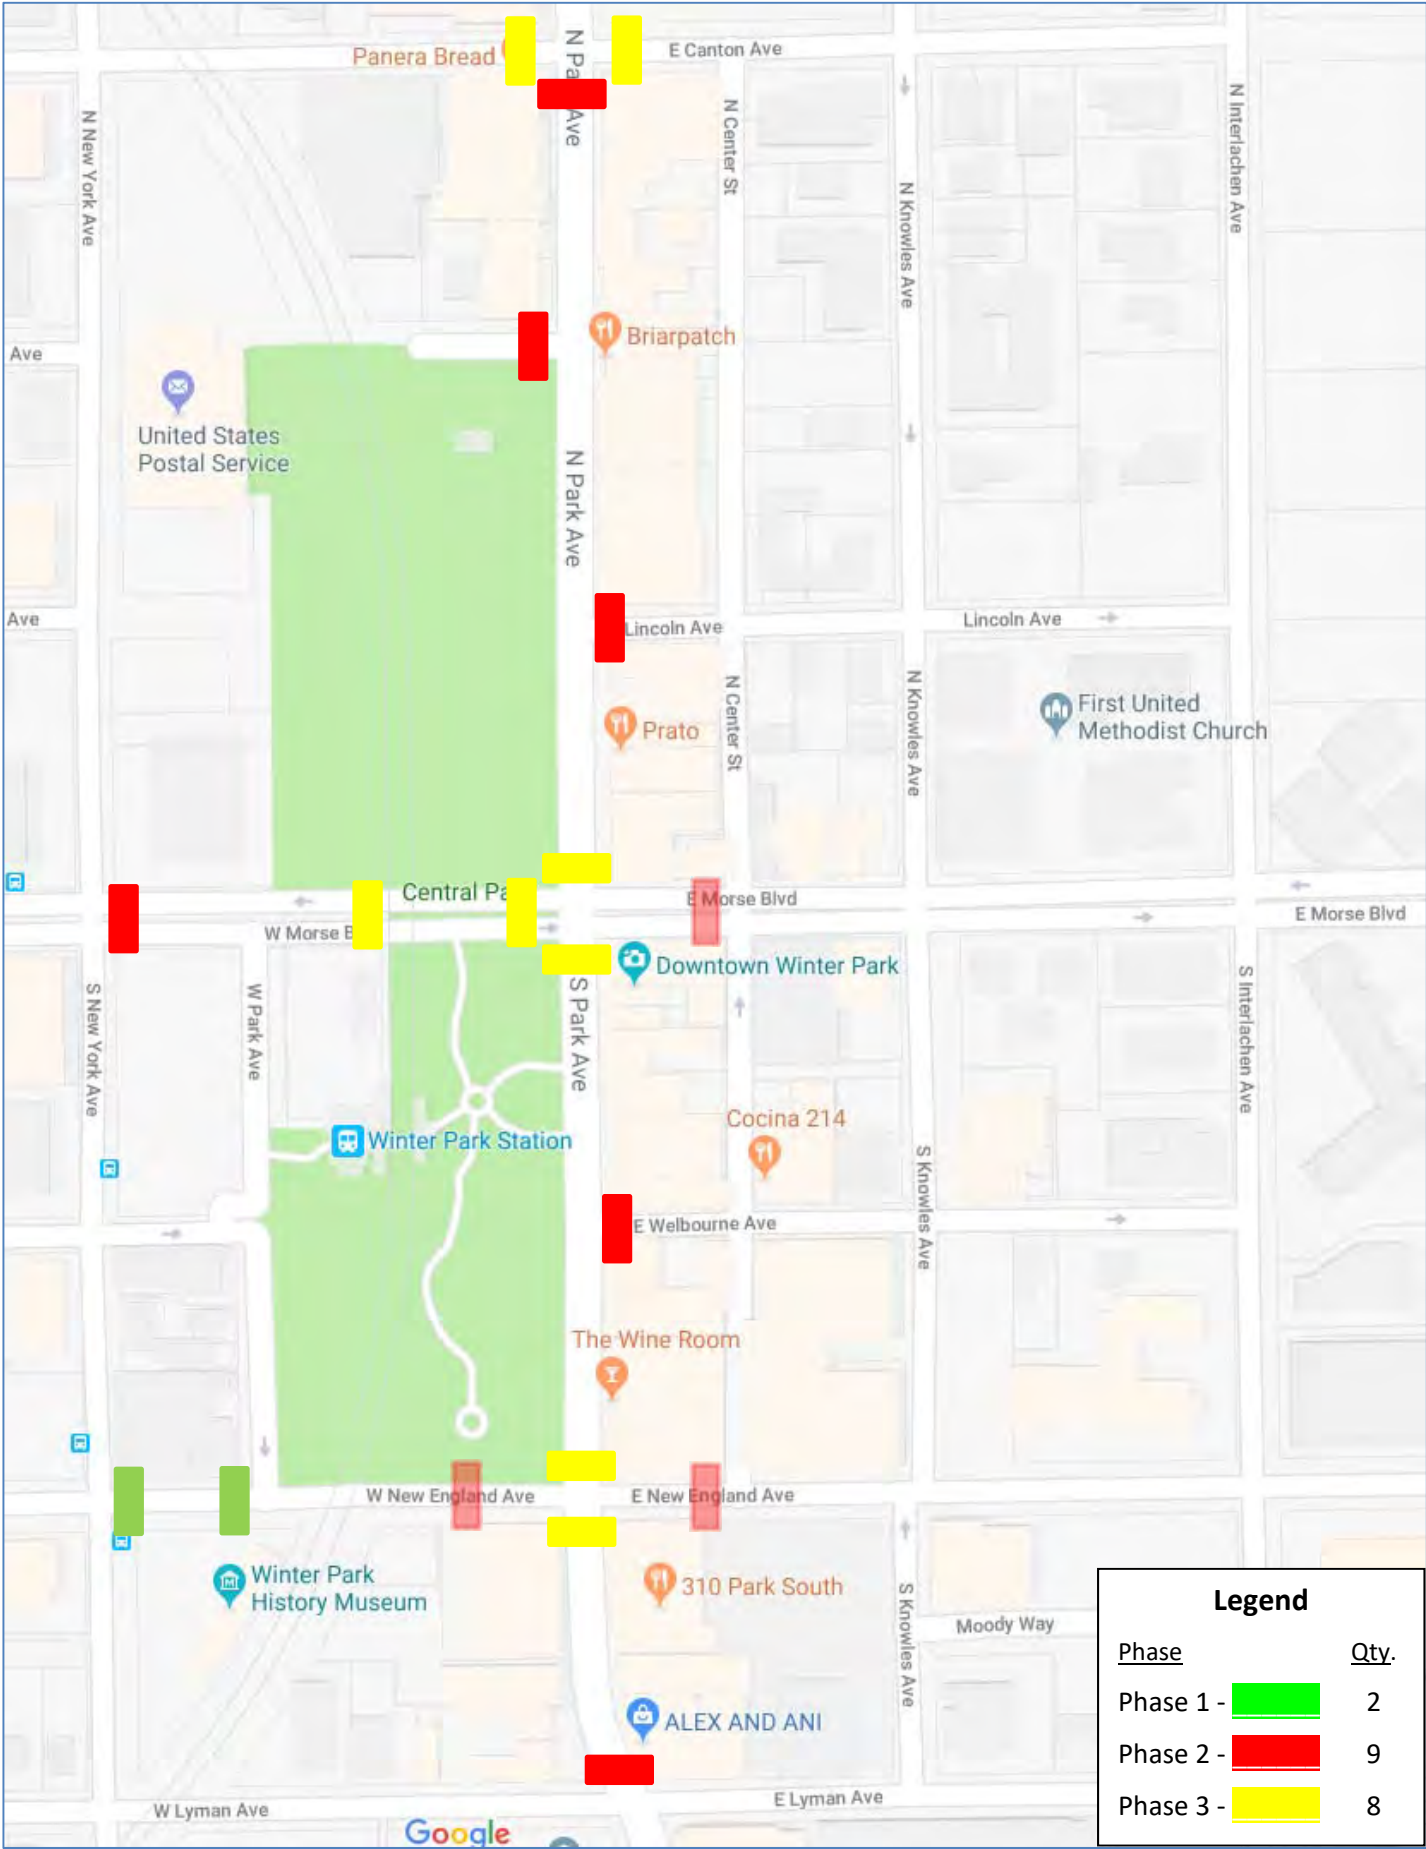 Panera Bread
N Pa
Ave
E Canton Ave
N New York Ave
N Center St
N Knowles Ave
N Interlachen Ave
Briarpatch
Ave
United States
Postal Service
N Park Ave
Ave
Lincoln Ave
Lincoln Ave
N Center St
N Knowles Ave
First United
Methodist Church
Prato
Central Pa
E Morse Blvd
E Morse Blvd
W Morse B
Downtown Winter Park
S New York Ave
W Park Ave
S Park Ave
S Interlachen Ave
Winter Park Station
Cocina 214
S Knowles Ave
E Welbourne Ave
The Wine Room
W New England Ave
E New England Ave
Winter Park
History Museum
310 Park South
S Knowles Ave
Moody Way
ALEX AND ANI
W Lyman Ave
E Lyman Ave
Google
Legend
Phase Qty.
Phase 1 - 2
Phase 2 - 9
Phase 3 - 8